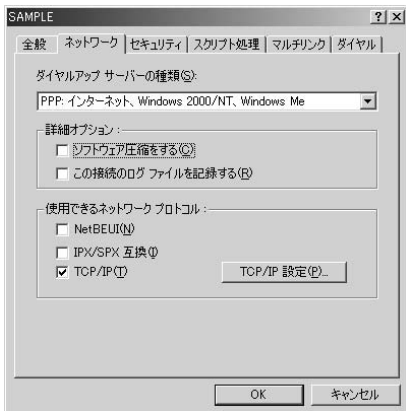 SAMPLE
全般 ネットワーク セキュリティ スクリプト処理 マルチリンク ダイヤル
ダイヤルアップ サーバーの種類(S):
PPP: インターネット、Windows 2000/NT、Windows Me
詳細オプション:
ソフトウェア圧縮をする(C)
この接続のログ ファイルを記録する(R)
使用できるネットワーク プロトコル:
NetBEUI(N)
IPX/SPX 互換(I)
TCP/IP(T) TCP/IP 設定(P)...
OK キャンセル